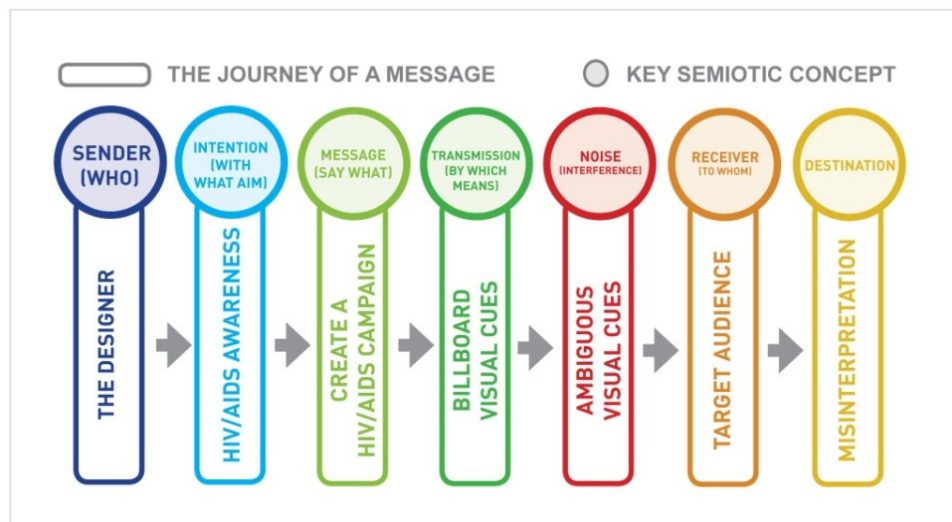 THE JOURNEY OF A MESSAGE
KEY SEMIOTIC CONCEPT
SENDER
(WHO)
INTENTION
(WITH
WHAT AIM)
MESSAGE
(SAY WHAT)
TRANSMISSION
(BY WHICH
MEANS)
NOISE
(INTERFERENCE)
RECEIVER
(TO WHOM)
DESTINATION
THE DESIGNER
HIV/AIDS AWARENESS
CREATE A
HIV/AIDS CAMPAIGN
BILLBOARD
VISUAL CUES
AMBIGUOUS
VISUAL CUES
TARGET AUDIENCE
MISINTERPRETATION